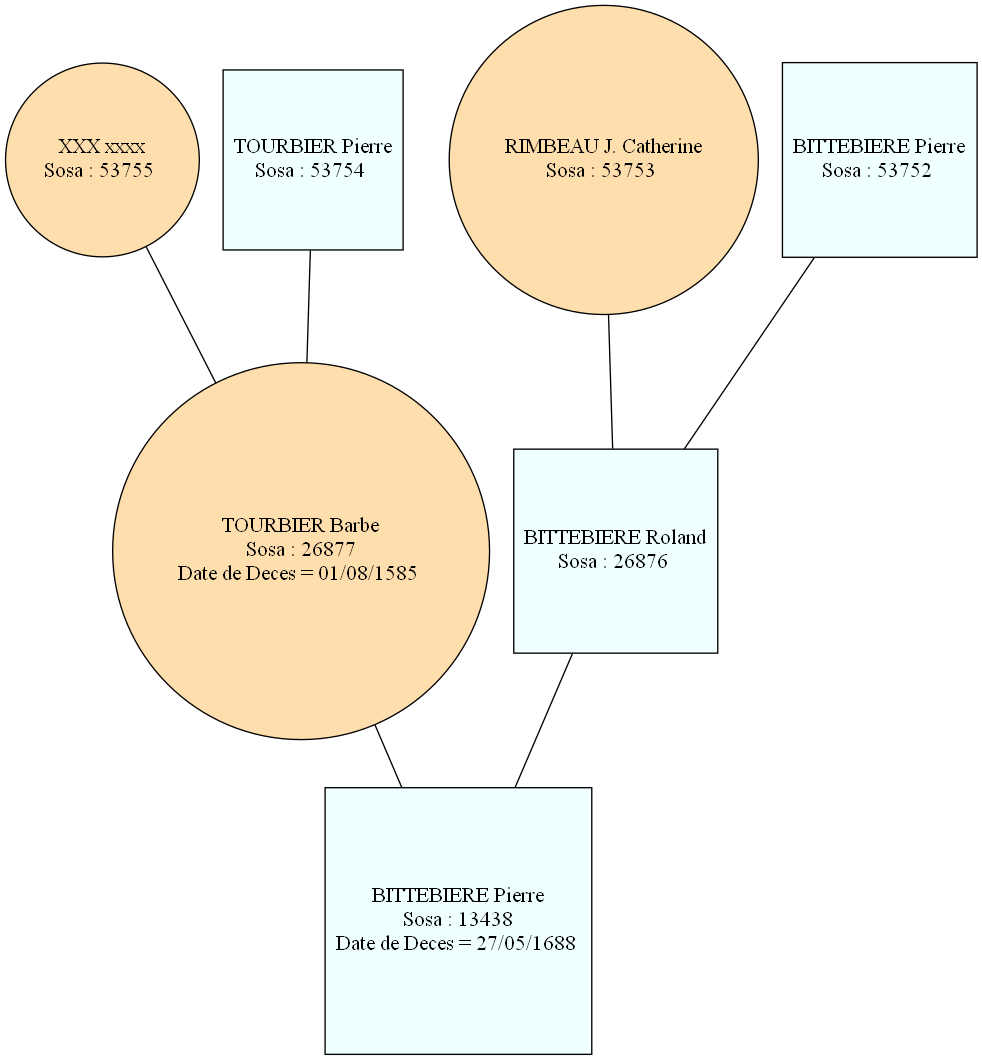 XXX xxxx
Sosa : 53755
TOURBIER Pierre
Sosa : 53754
RIMBEAU J. Catherine
Sosa : 53753
BITTEBIERE Pierre
Sosa : 53752
TOURBIER Barbe
Sosa : 26877
Date de Deces = 01/08/1585
BITTEBIERE Roland
Sosa : 26876
BITTEBIERE Pierre
Sosa : 13438
Date de Deces = 27/05/1688